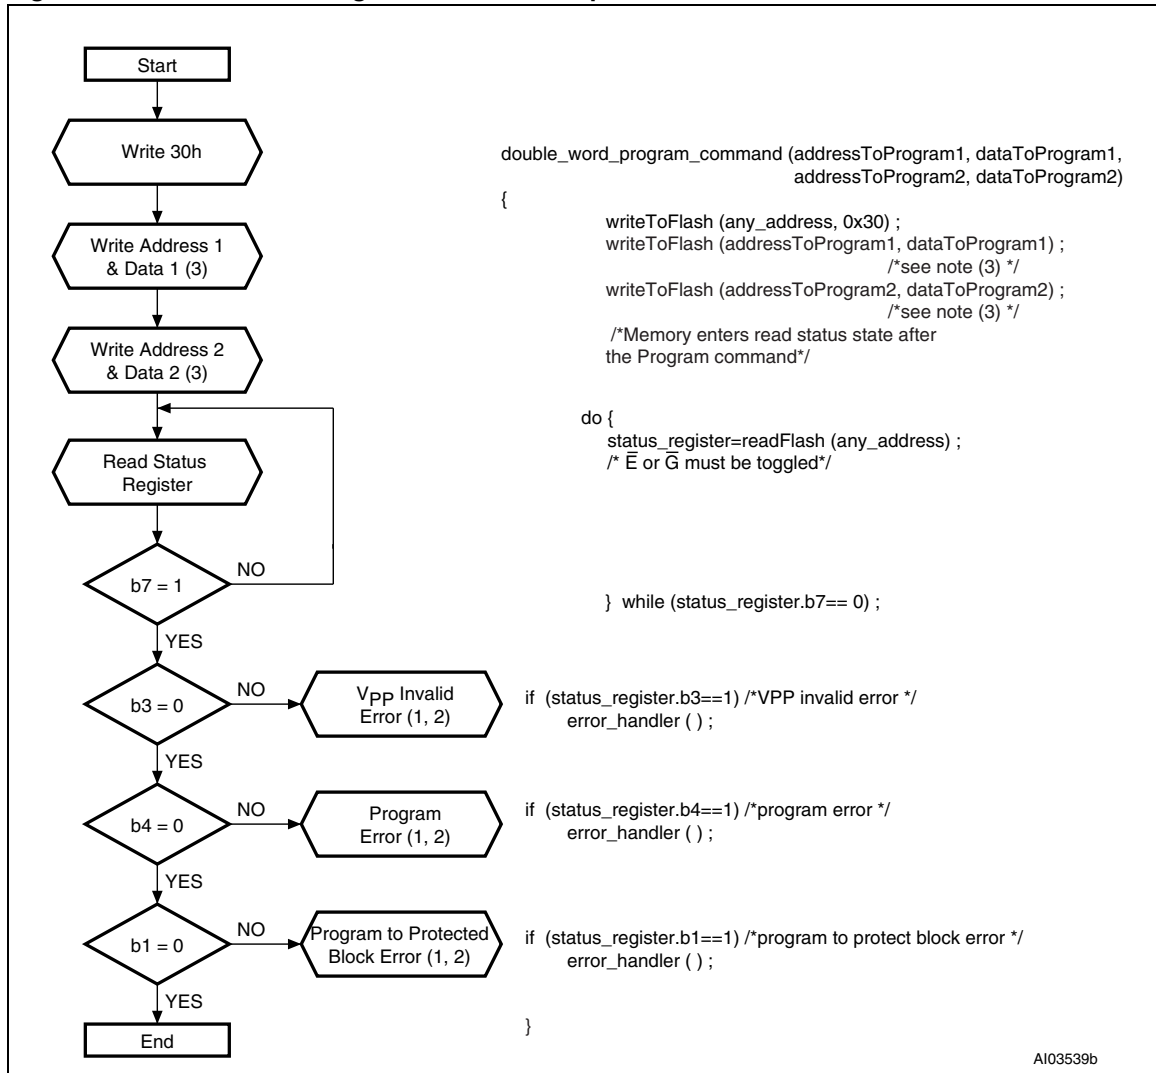 Start
Write 30h
Write Address 1
& Data 1 (3)
Write Address 2
& Data 2 (3)
Read Status
Register
b7 = 1
NO
YES
b3 = 0
NO
VPP Invalid
Error (1, 2)
YES
b4 = 0
NO
Program
Error (1, 2)
YES
b1 = 0
NO
Program to Protected
Block Error (1, 2)
YES
End
double_word_program_command (addressToProgram1, dataToProgram1,
addressToProgram2, dataToProgram2)
{
writeToFlash (any_address, 0x30) ;
writeToFlash (addressToProgram1, dataToProgram1) ;
/*see note (3) */
writeToFlash (addressToProgram2, dataToProgram2) ;
/*see note (3) */
/*Memory enters read status state after
the Program command*/
do {
status_register=readFlash (any_address) ;
/* E̅ or G̅ must be toggled*/
} while (status_register.b7== 0) ;
if (status_register.b3==1) /*VPP invalid error */
error_handler ( ) ;
if (status_register.b4==1) /*program error */
error_handler ( ) ;
if (status_register.b1==1) /*program to protect block error */
error_handler ( ) ;
}
AI03539b